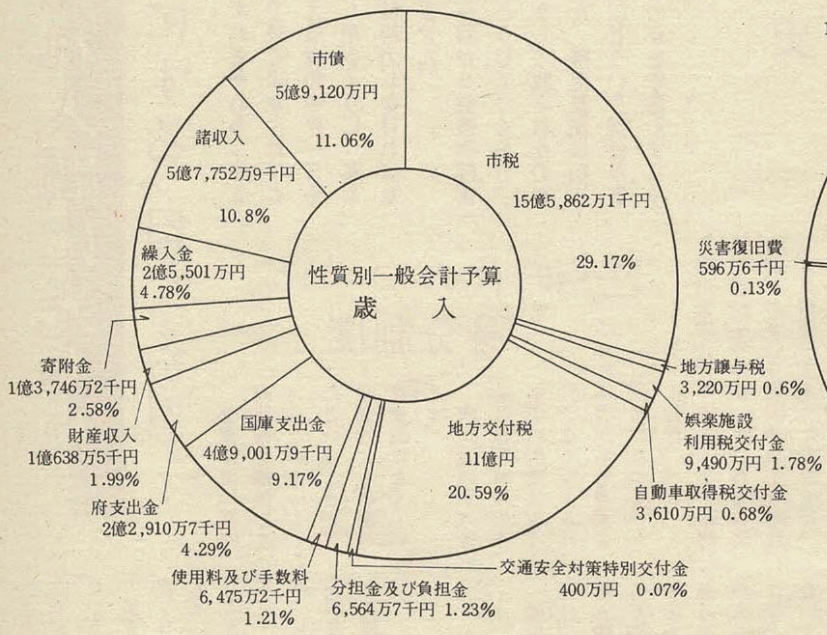 性質別一般会計予算
歳 入
市税
15億5,862万1千円
29.17%
地方譲与税
3,220万円 0.6%
娯楽施設
利用税交付金
9,490万円 1.78%
自動車取得税交付金
3,610万円 0.68%
地方交付税
11億円
20.59%
交通安全対策特別交付金
400万円 0.07%
分担金及び負担金
6,564万7千円 1.23%
使用料及び手数料
6,475万2千円
1.21%
国庫支出金
4億9,001万9千円
9.17%
府支出金
2億2,910万7千円
4.29%
財産収入
1億638万5千円
1.99%
寄附金
1億3,746万2千円
2.58%
繰入金
2億5,501万円
4.78%
諸収入
5億7,752万9千円
10.8%
市債
5億9,120万円
11.06%
災害復旧費
596万6千円
0.13%